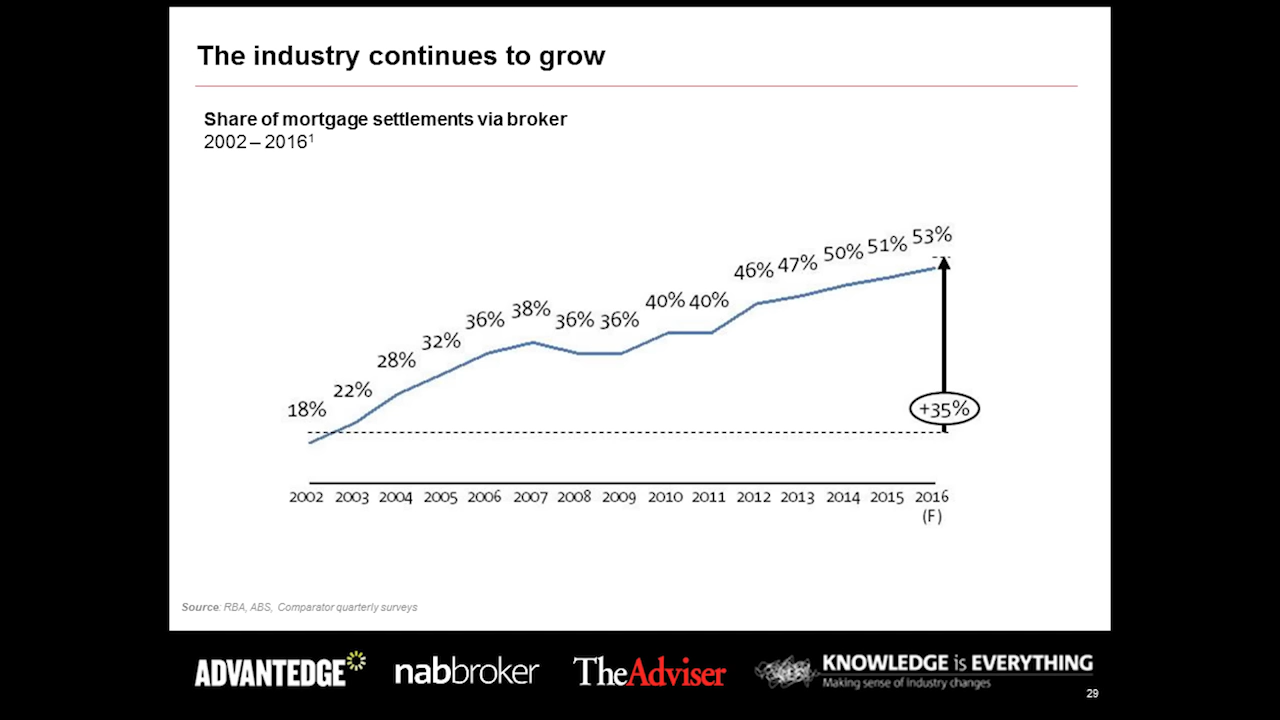 The industry continues to grow
Share of mortgage settlements via broker
2002 – 2016¹
18%
22%
28%
32%
36%
38%
36%
36%
40%
40%
46%
47%
50%
51%
53%
+35%
2002 2003 2004 2005 2006 2007 2008 2009 2010 2011 2012 2013 2014 2015 2016
(F)
Source: RBA, ABS, Comparator quarterly surveys
ADVANTEDGE
nabbroker
TheAdviser
KNOWLEDGE is EVERYTHING
Making sense of industry changes
29